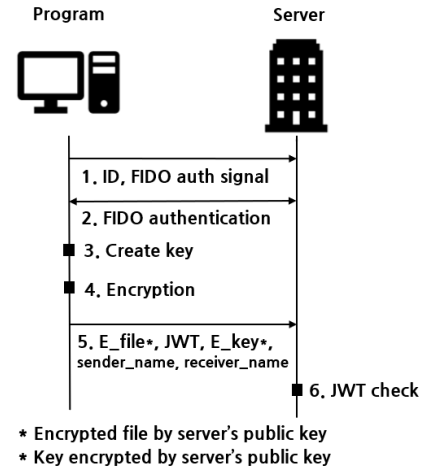 Program
Server
1. ID, FIDO auth signal
2. FIDO authentication
3. Create key
4. Encryption
5. E_file*, JWT, E_key*,
sender_name, receiver_name
6. JWT check
* Encrypted file by server's public key
* Key encrypted by server's public key